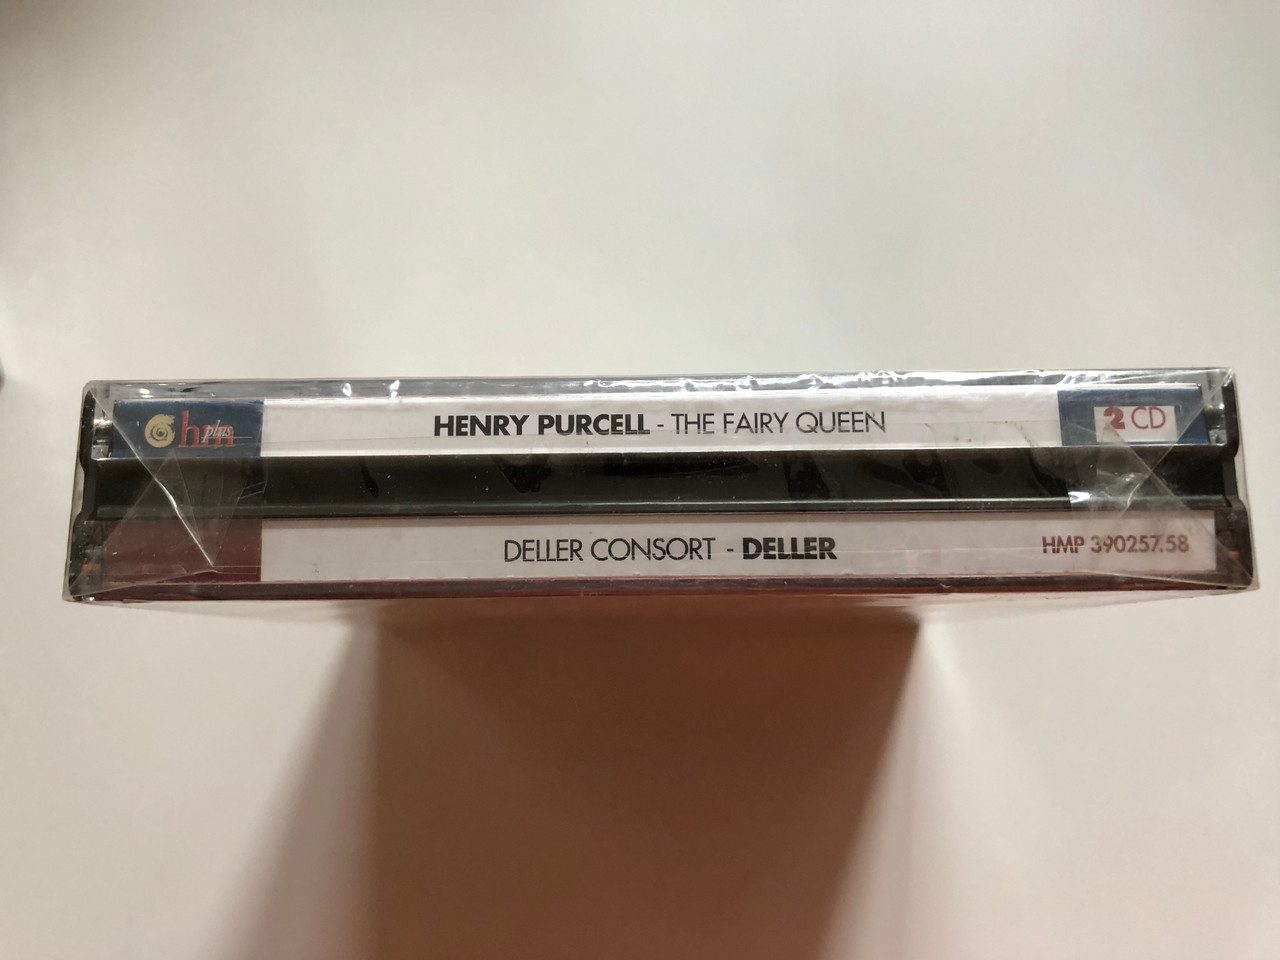 hm plus
HENRY PURCELL - THE FAIRY QUEEN
2 CD
DELLER CONSORT - DELLER
HMP 390257.58